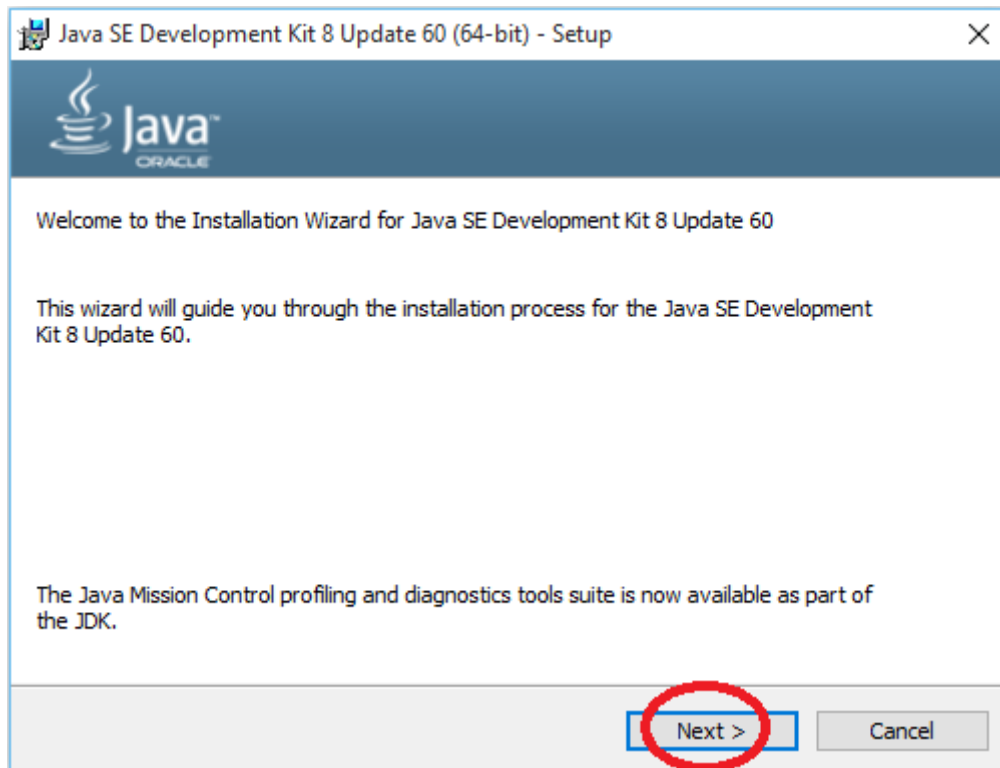 Java SE Development Kit 8 Update 60 (64-bit) - Setup
Java™
ORACLE
Welcome to the Installation Wizard for Java SE Development Kit 8 Update 60
This wizard will guide you through the installation process for the Java SE Development
Kit 8 Update 60.
The Java Mission Control profiling and diagnostics tools suite is now available as part of
the JDK.
Next > Cancel